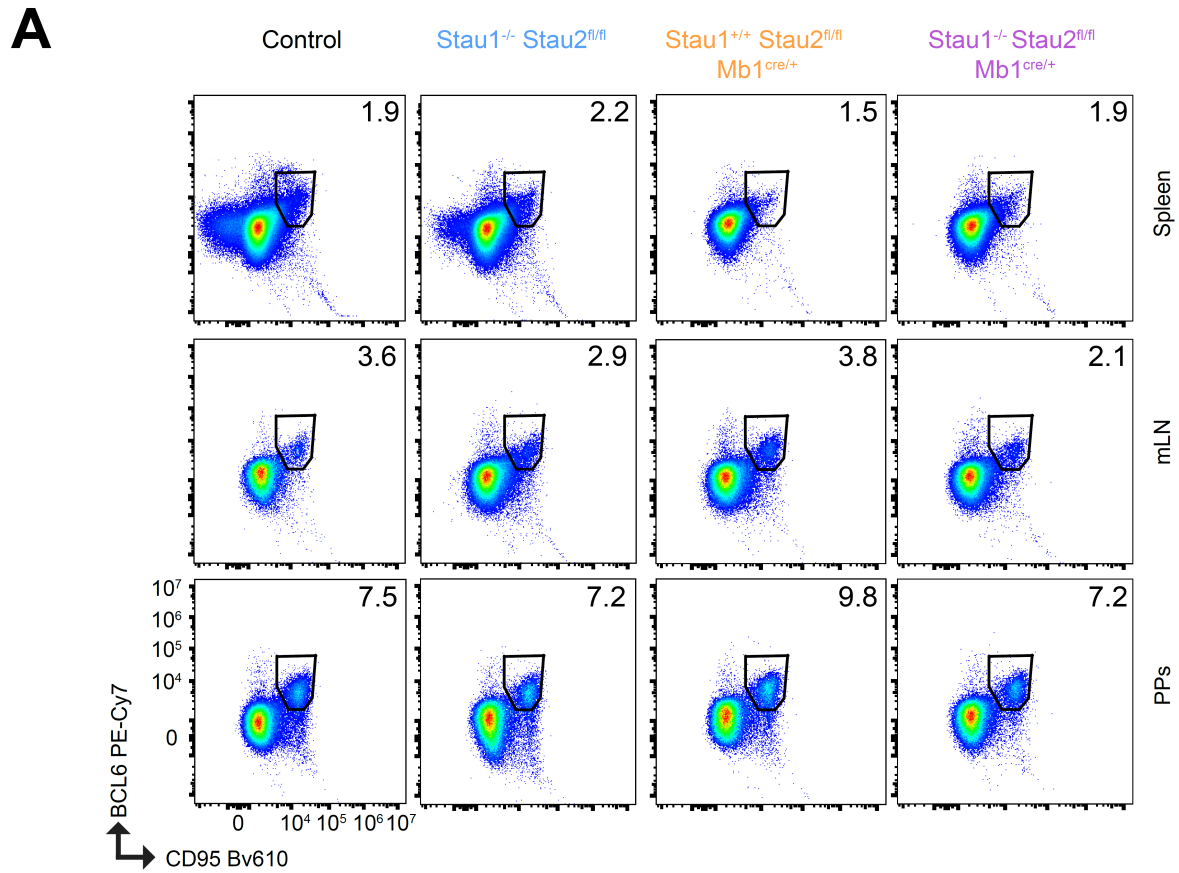 A
Control
Stau1-/- Stau2fl/fl
Stau1+/+ Stau2fl/fl
Mb1cre/+
Stau1-/- Stau2fl/fl
Mb1cre/+
1.9
2.2
1.5
1.9
Spleen
3.6
2.9
3.8
2.1
mLN
7.5
7.2
9.8
7.2
PPs
10⁷
10⁶
10⁵
10⁴
0
0
10⁴
10⁵
10⁶
10⁷
BCL6 PE-Cy7
CD95 Bv610